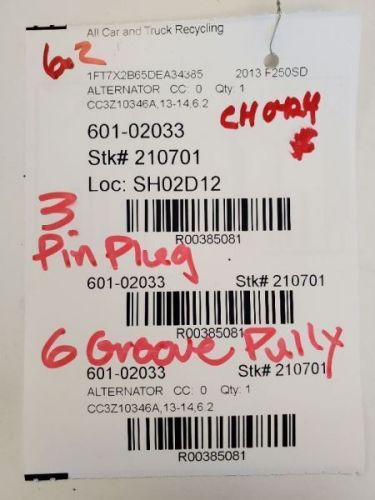 All Car and Truck Recycling
6.2
1FT7X2B65DEA34385 2013 F250SD
ALTERNATOR CC: 0 Qty: 1
CC3Z10346A,13-14,6.2
601-02033
Stk# 210701
Loc: SH02D12
R00385081
3
Pin Plug
601-02033 Stk# 210701
R00385081
6 Groove Pully
601-02033 Stk# 210701
ALTERNATOR CC: 0 Qty: 1
CC3Z10346A,13-14,6.2
R00385081